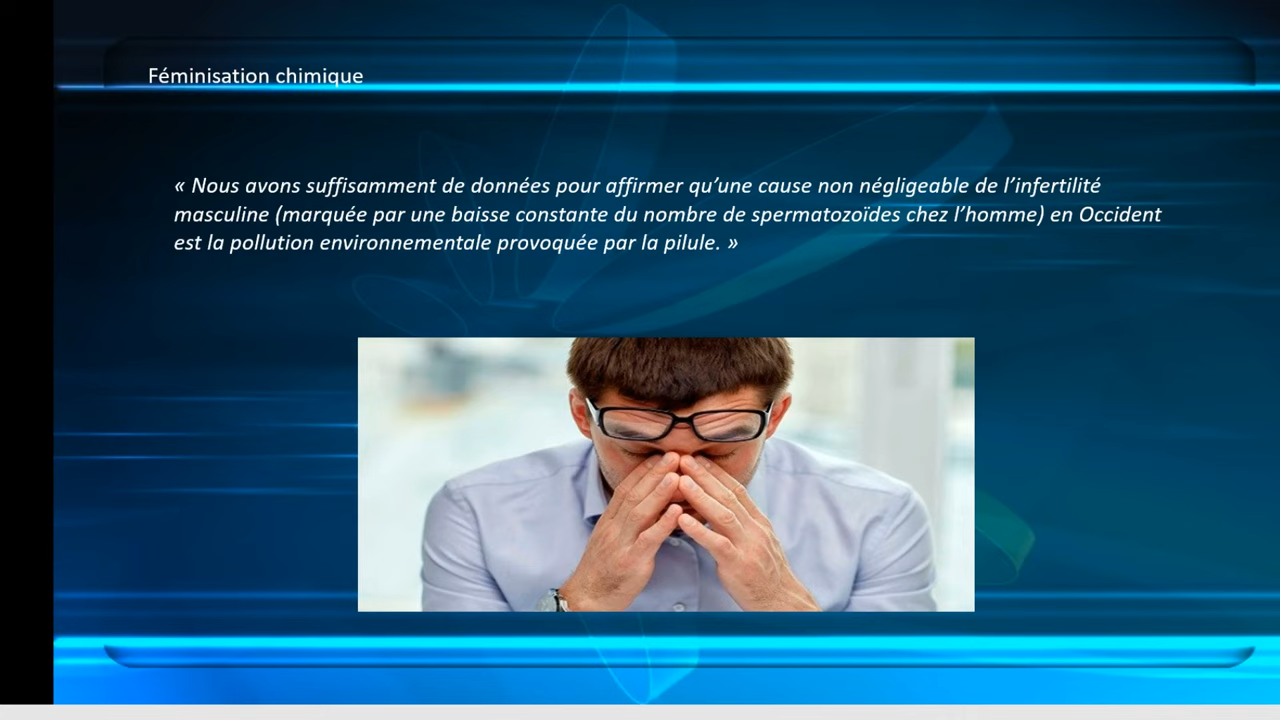 Féminisation chimique
« Nous avons suffisamment de données pour affirmer qu’une cause non négligeable de l’infertilité
masculine (marquée par une baisse constante du nombre de spermatozoïdes chez l’homme) en Occident
est la pollution environnementale provoquée par la pilule. »